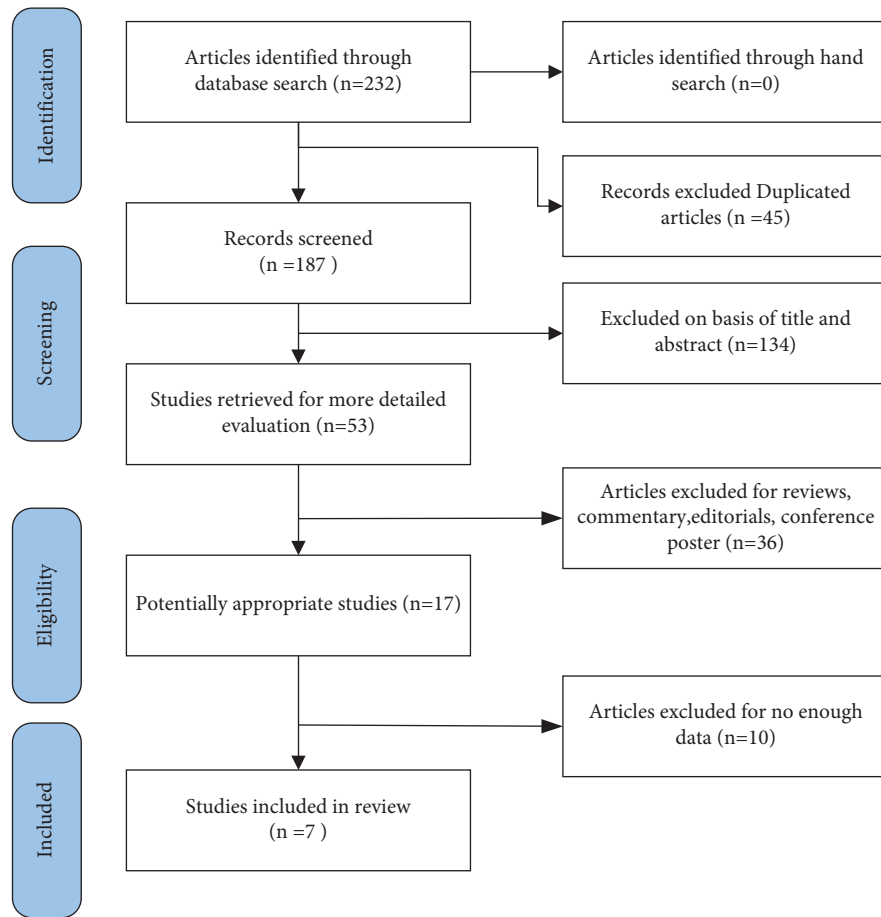 Identification
Articles identified through
database search (n=232)
Articles identified through hand
search (n=0)
Records excluded Duplicated
articles (n =45)
Records screened
(n =187 )
Screening
Excluded on basis of title and
abstract (n=134)
Studies retrieved for more detailed
evaluation (n=53)
Articles excluded for reviews,
commentary,editorials, conference
poster (n=36)
Eligibility
Potentially appropriate studies (n=17)
Articles excluded for no enough
data (n=10)
Included
Studies included in review
(n =7 )